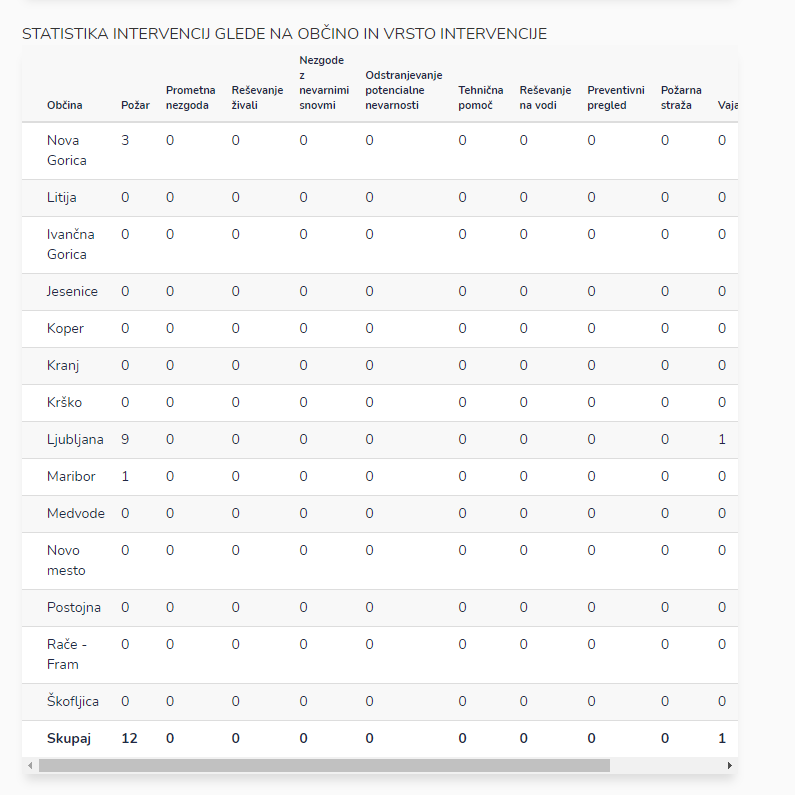 STATISTIKA INTERVENCIJ GLEDE NA OBČINO IN VRSTO INTERVENCIJE
Občina Požar Prometna nezgoda Reševanje živali Nezgode z nevarnimi snovmi Odstranjevanje potencialne nevarnosti Tehnična pomoč Reševanje na vodi Preventivni pregled Požarna straža Vaja
Nova Gorica 3 0 0 0 0 0 0 0 0 0
Litija 0 0 0 0 0 0 0 0 0 0
Ivančna Gorica 0 0 0 0 0 0 0 0 0 0
Jesenice 0 0 0 0 0 0 0 0 0 0
Koper 0 0 0 0 0 0 0 0 0 0
Kranj 0 0 0 0 0 0 0 0 0 0
Krško 0 0 0 0 0 0 0 0 0 0
Ljubljana 9 0 0 0 0 0 0 0 0 1
Maribor 1 0 0 0 0 0 0 0 0 0
Medvode 0 0 0 0 0 0 0 0 0 0
Novo mesto 0 0 0 0 0 0 0 0 0 0
Postojna 0 0 0 0 0 0 0 0 0 0
Rače - Fram 0 0 0 0 0 0 0 0 0 0
Škofljica 0 0 0 0 0 0 0 0 0 0
Skupaj 12 0 0 0 0 0 0 0 0 1